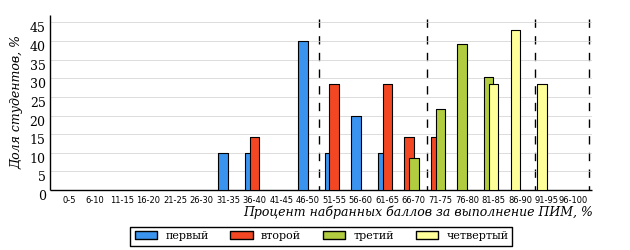 Доля студентов, %
45
40
35
30
25
20
15
10
5
0
0-5 6-10 11-15 16-20 21-25 26-30 31-35 36-40 41-45 46-50 51-55 56-60 61-65 66-70 71-75 76-80 81-85 86-90 91-95 96-100
Процент набранных баллов за выполнение ПИМ, %
первый второй третий четвертый